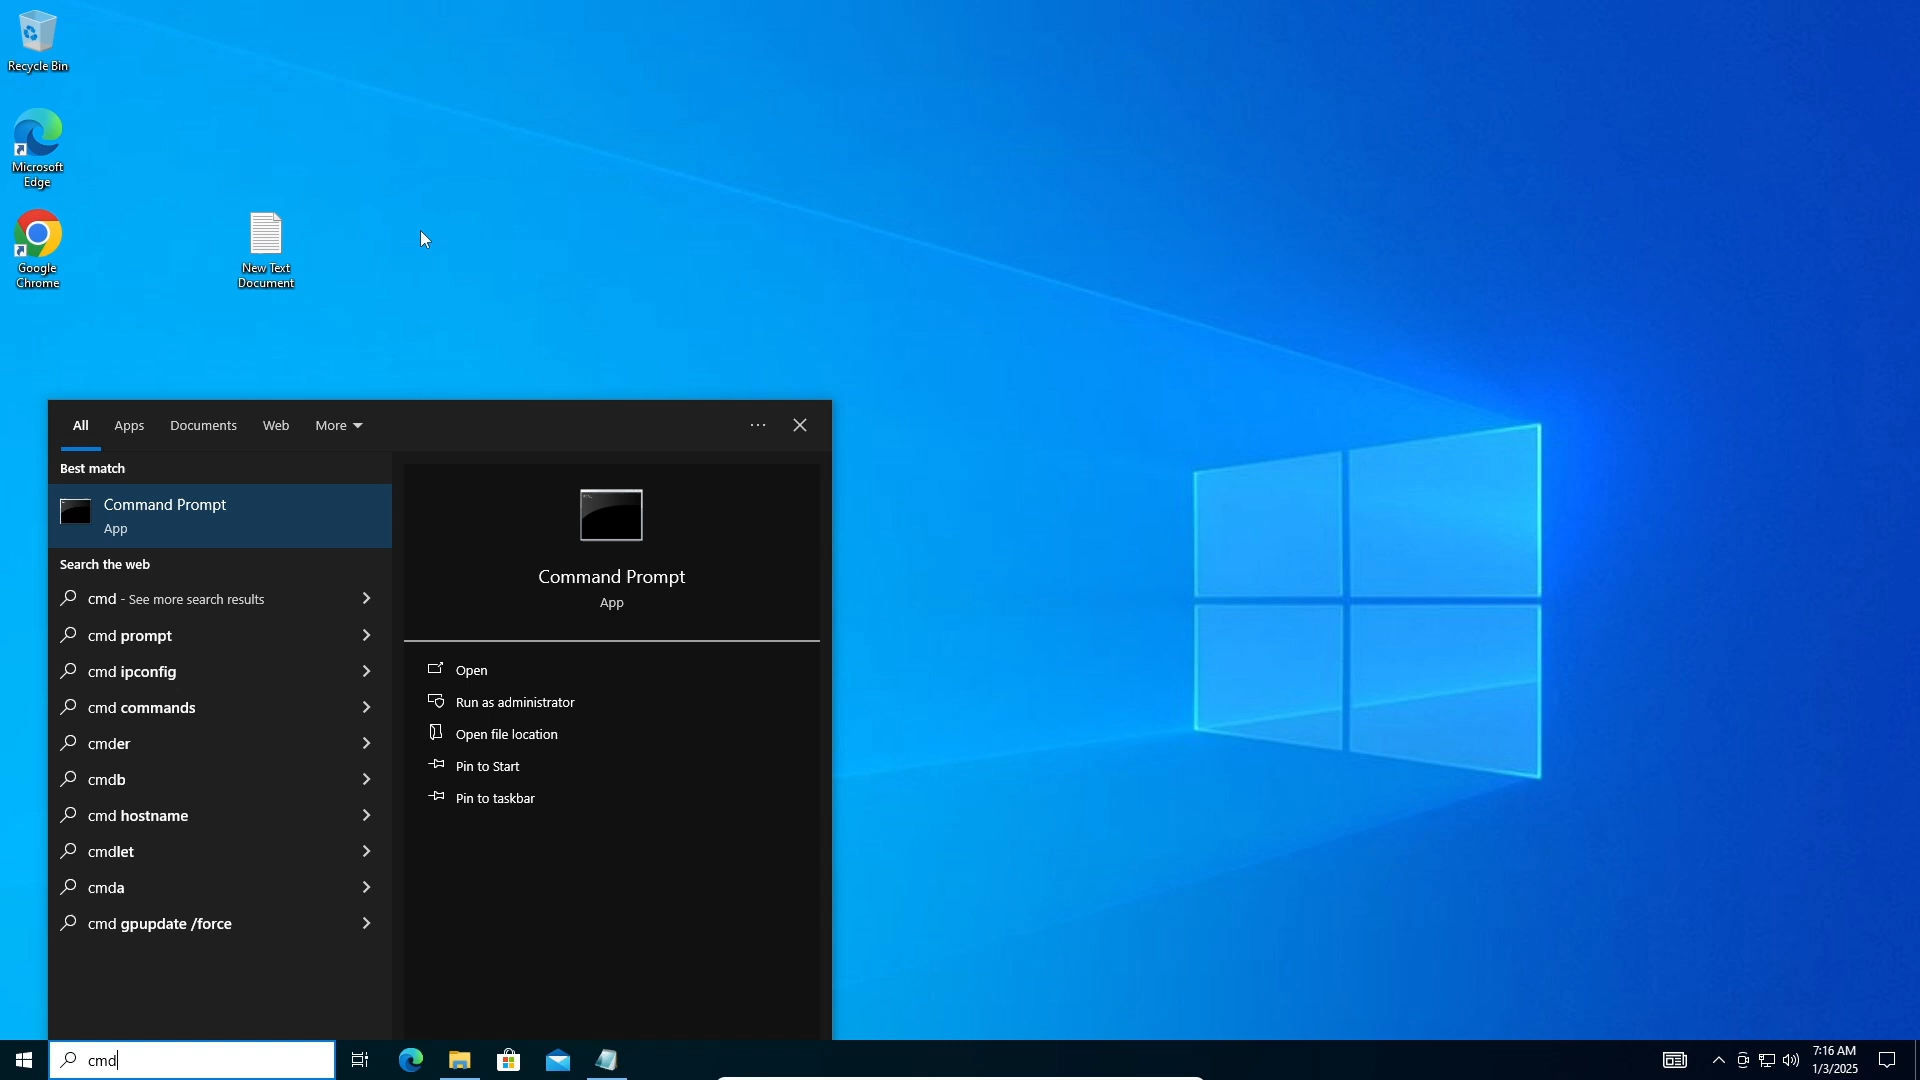 Recycle Bin
Microsoft
Edge
Google
Chrome
New Text
Document
All
Apps
Documents
Web
More
Best match
Command Prompt
App
Search the web
cmd - See more search results
cmd prompt
cmd ipconfig
cmd commands
cmder
cmdb
cmd hostname
cmdlet
cmda
cmd gpupdate /force
Command Prompt
App
Open
Run as administrator
Open file location
Pin to Start
Pin to taskbar
cmd
7:16 AM
1/3/2025